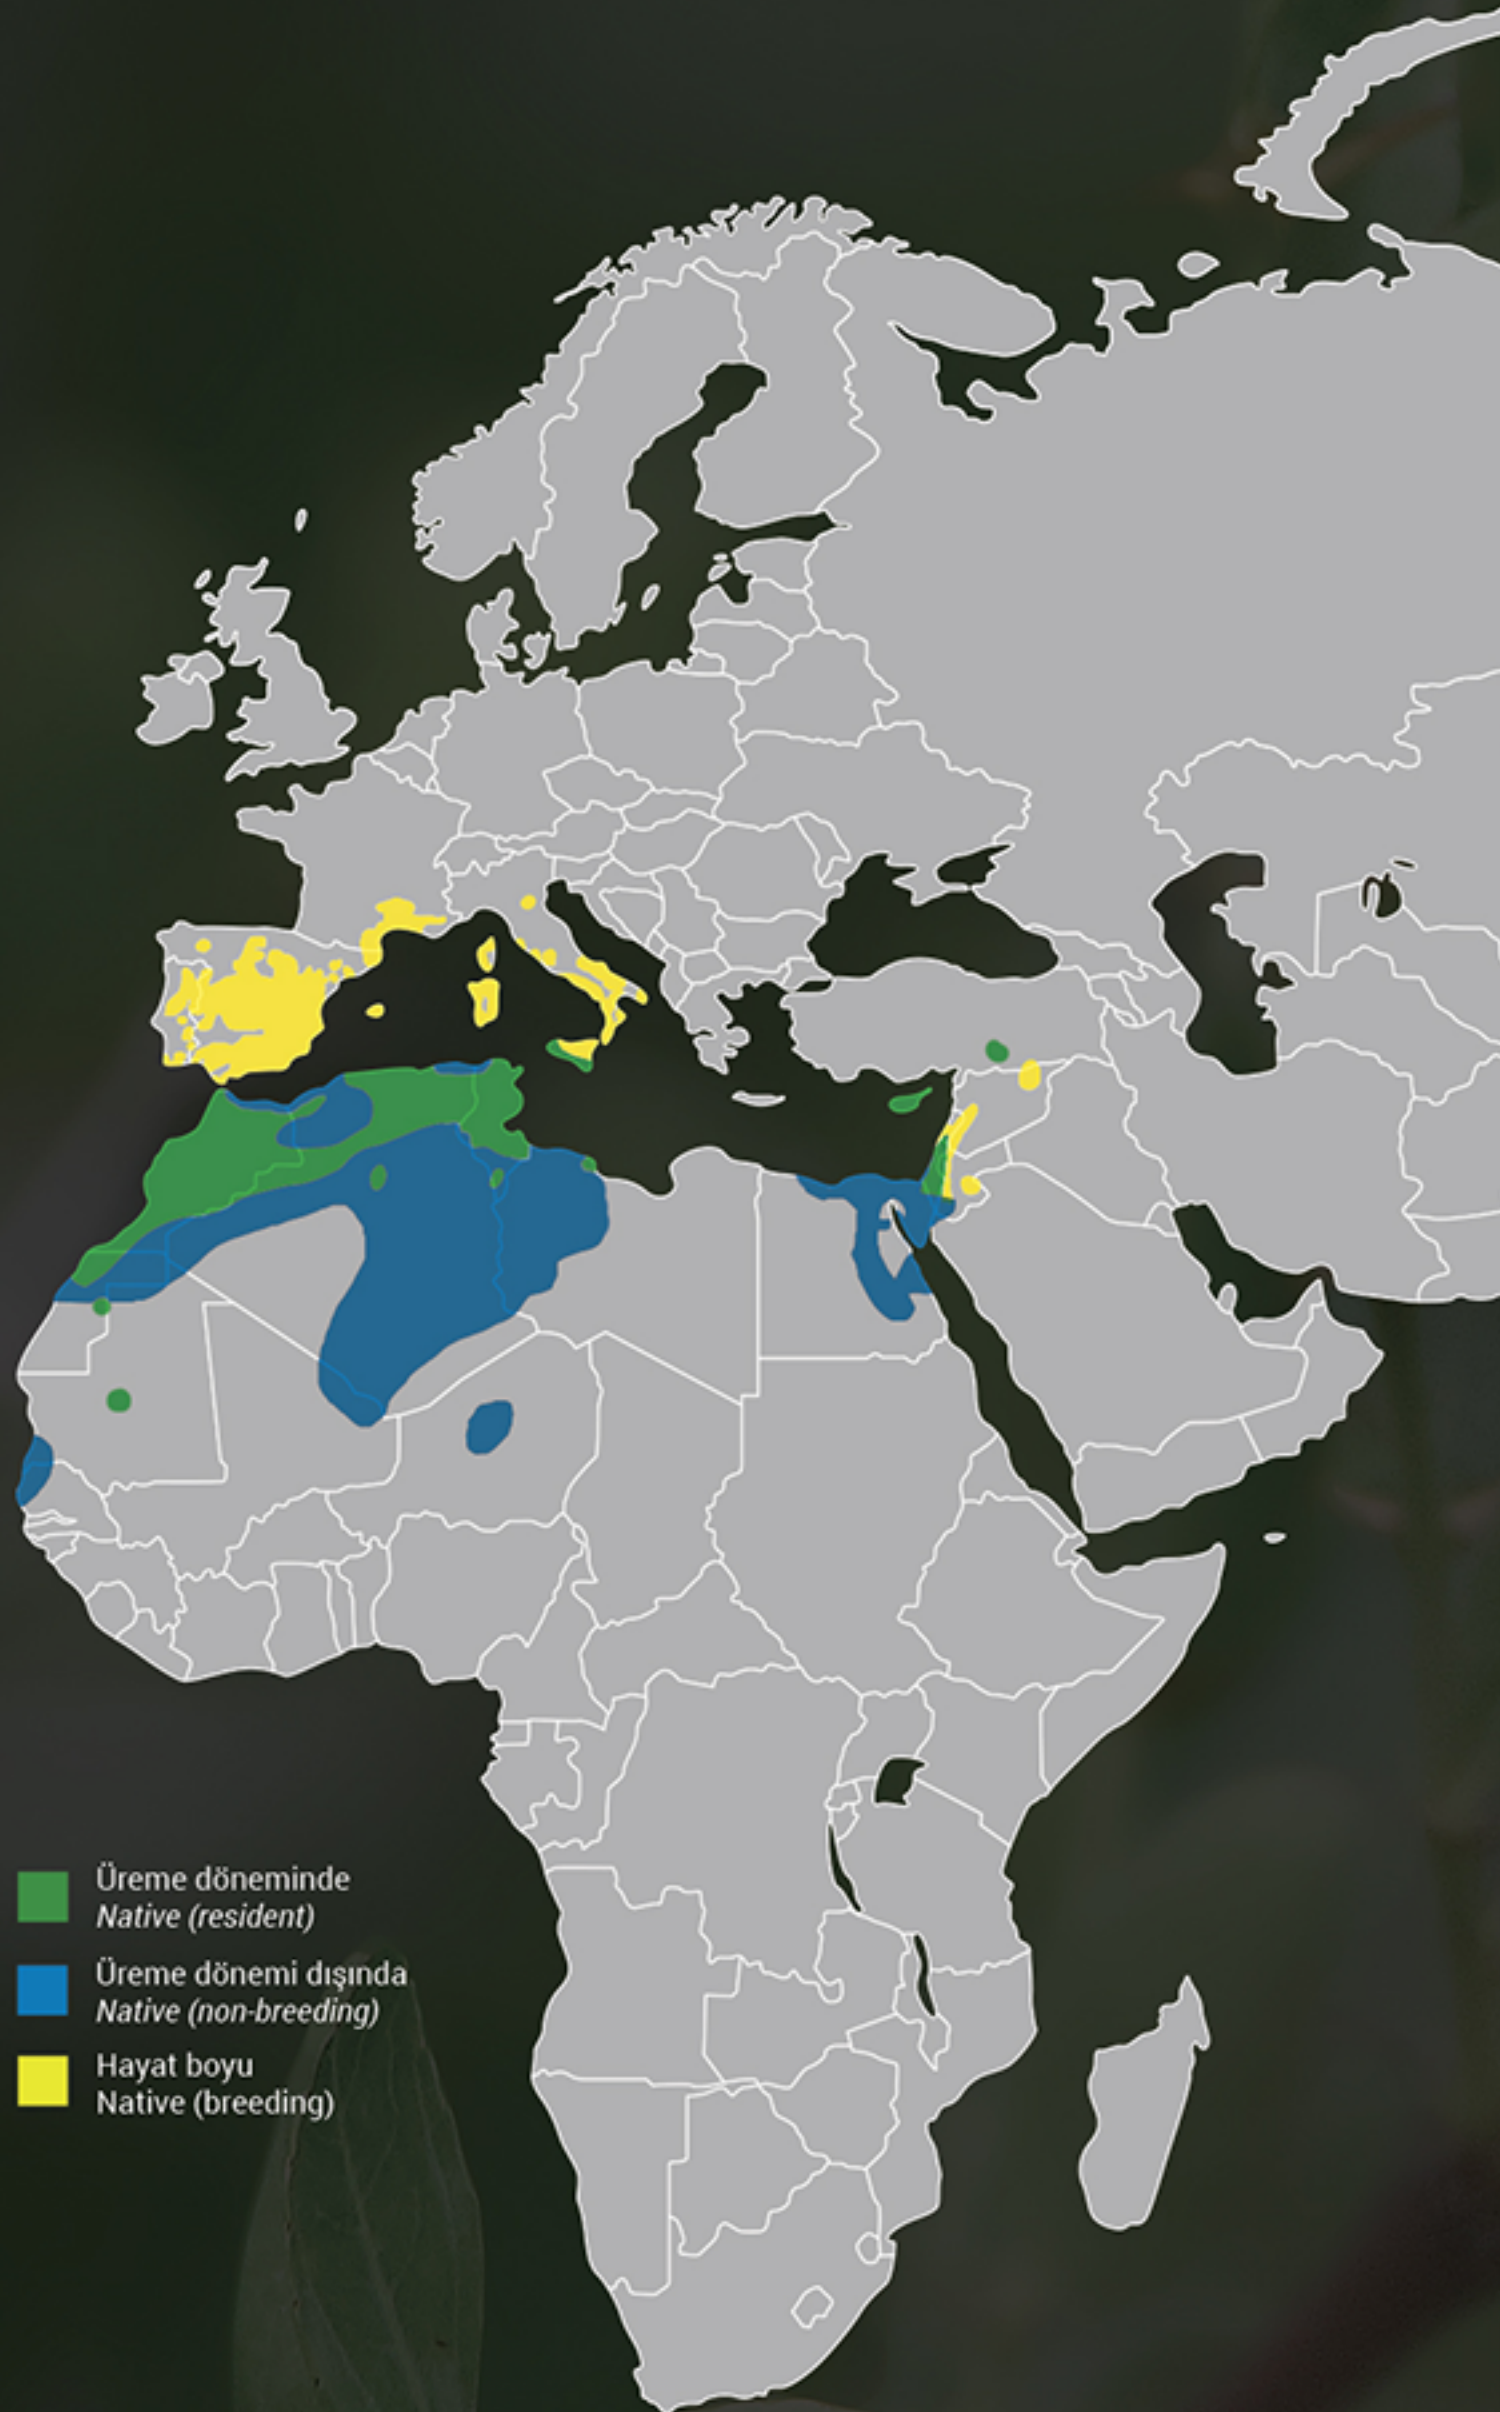 Üreme döneminde
Native (resident)
Üreme dönemi dışında
Native (non-breeding)
Hayat boyu
Native (breeding)